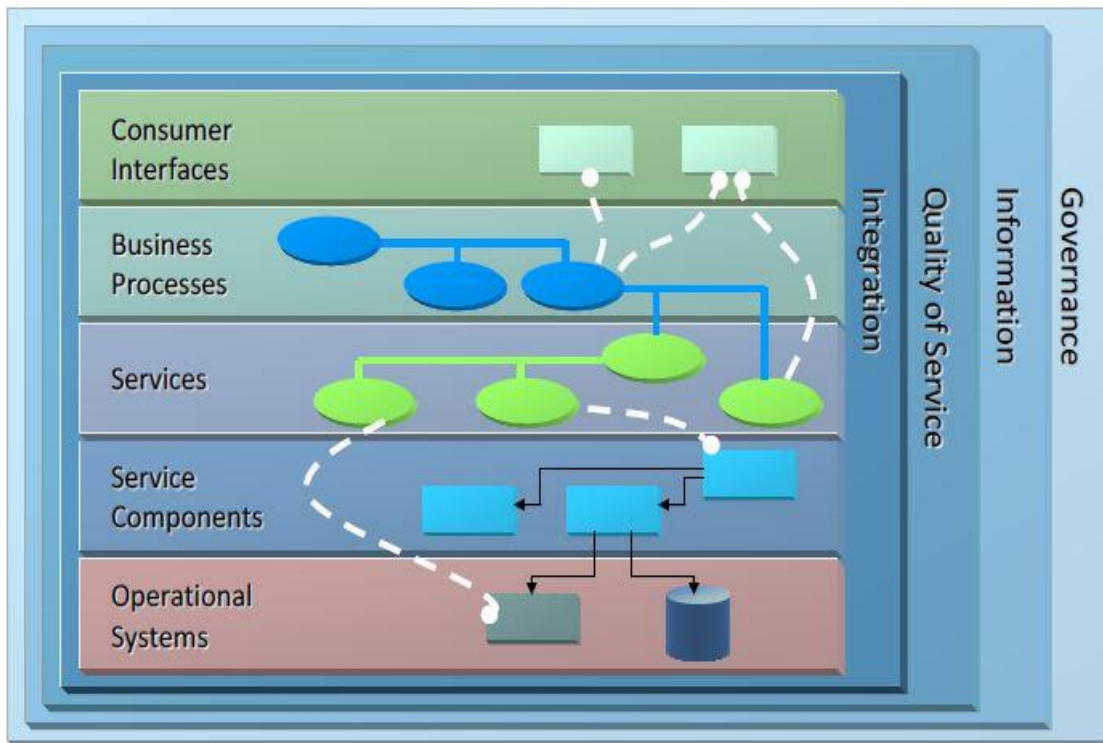 Consumer
Interfaces
Business
Processes
Services
Service
Components
Operational
Systems
Integration
Quality of Service
Information
Governance